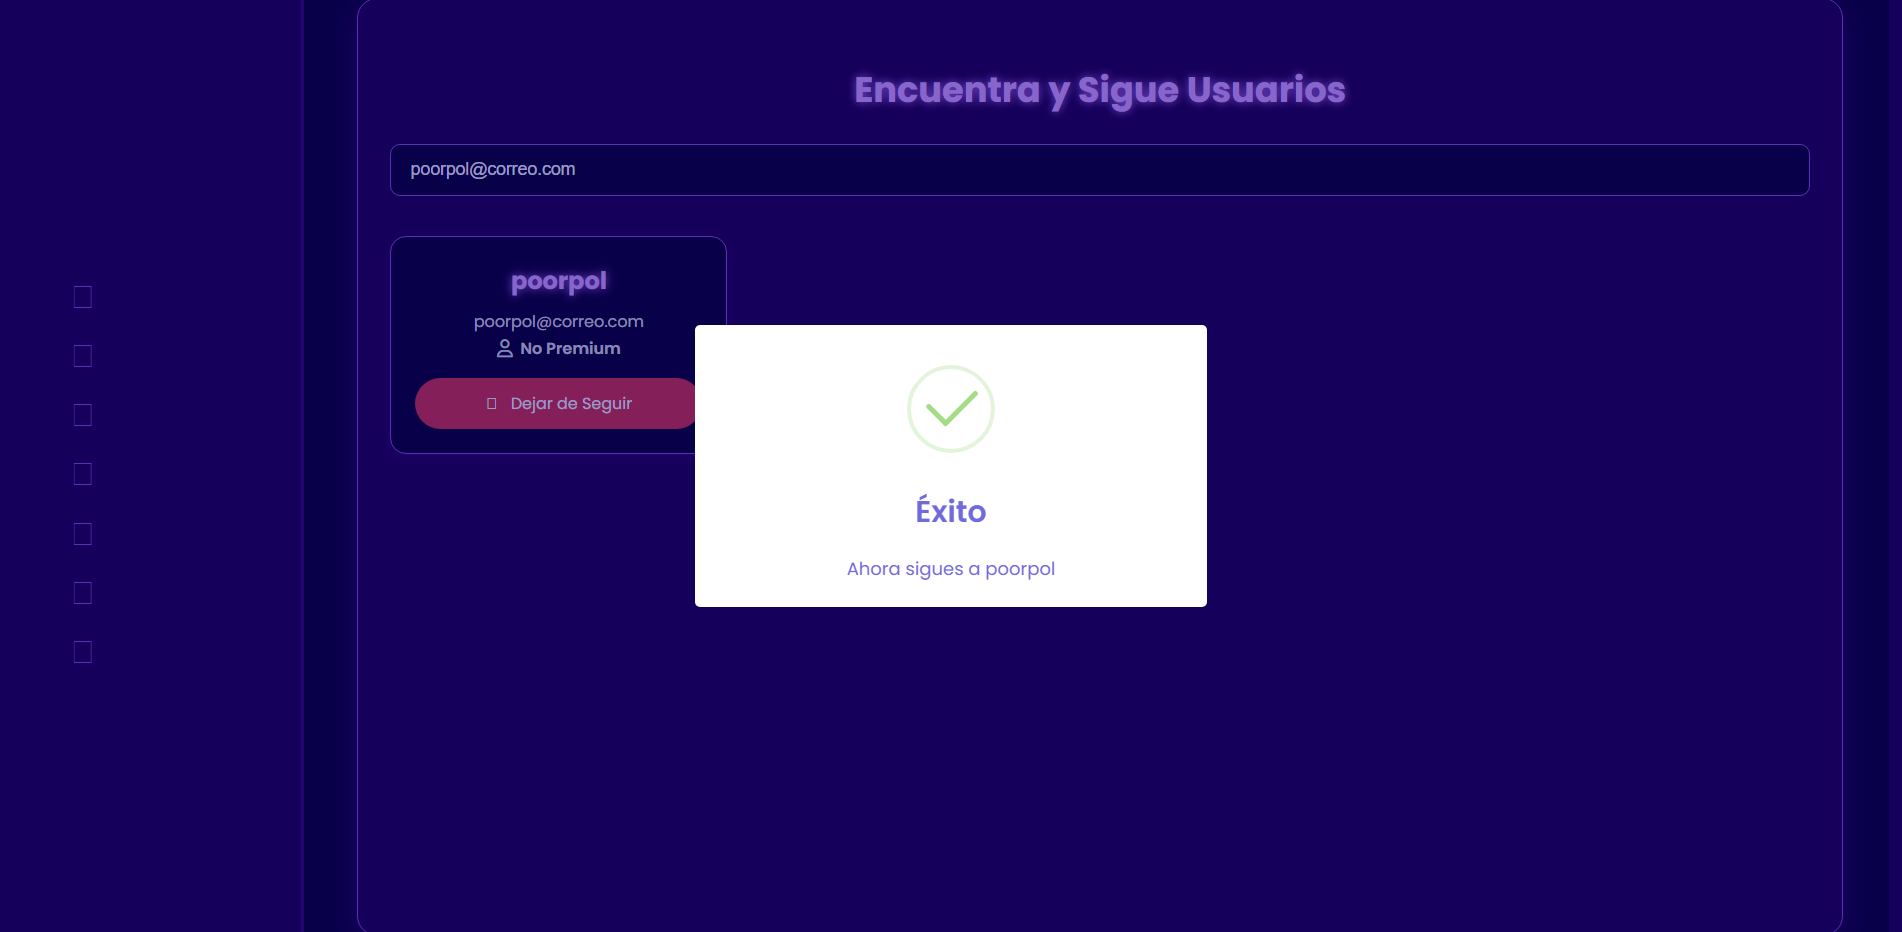 Encuentra y Sigue Usuarios
poorpol@correo.com
poorpol
poorpol@correo.com
No Premium
Dejar de Seguir
Éxito
Ahora sigues a poorpol